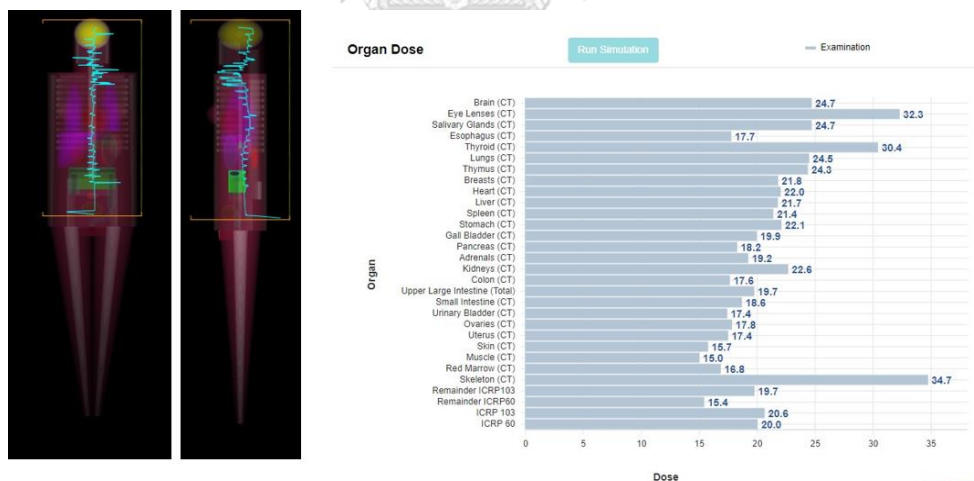 Organ Dose
Run Simulation
Examination
Brain (CT) 24.7
Eye Lenses (CT) 32.3
Salivary Glands (CT) 24.7
Esophagus (CT) 17.7
Thyroid (CT) 30.4
Lungs (CT) 24.5
Thymus (CT) 24.3
Breasts (CT) 21.8
Heart (CT) 22.0
Liver (CT) 21.7
Spleen (CT) 21.4
Stomach (CT) 22.1
Gall Bladder (CT) 19.9
Pancreas (CT) 18.2
Adrenals (CT) 19.2
Kidneys (CT) 22.6
Colon (CT) 17.6
Upper Large Intestine (Total) 19.7
Small Intestine (CT) 18.6
Urinary Bladder (CT) 17.4
Ovaries (CT) 17.8
Uterus (CT) 17.4
Skin (CT) 15.7
Muscle (CT) 15.0
Red Marrow (CT) 16.8
Skeleton (CT) 34.7
Remainder ICRP103 19.7
Remainder ICRP60 15.4
ICRP 103 20.6
ICRP 60 20.0
Organ
0 5 10 15 20 25 30 35
Dose